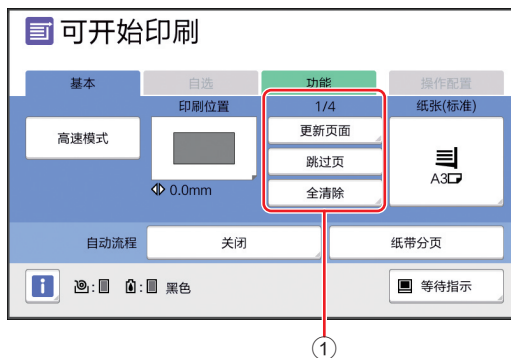 可开始印刷
基本 自选 功能 操作配置
印刷位置 1/4 纸张(标准)
高速模式 更新页面
跳过页
A3
0.0mm 全清除
自动流程 关闭 纸带分页
i : : 黑色 等待指示
1